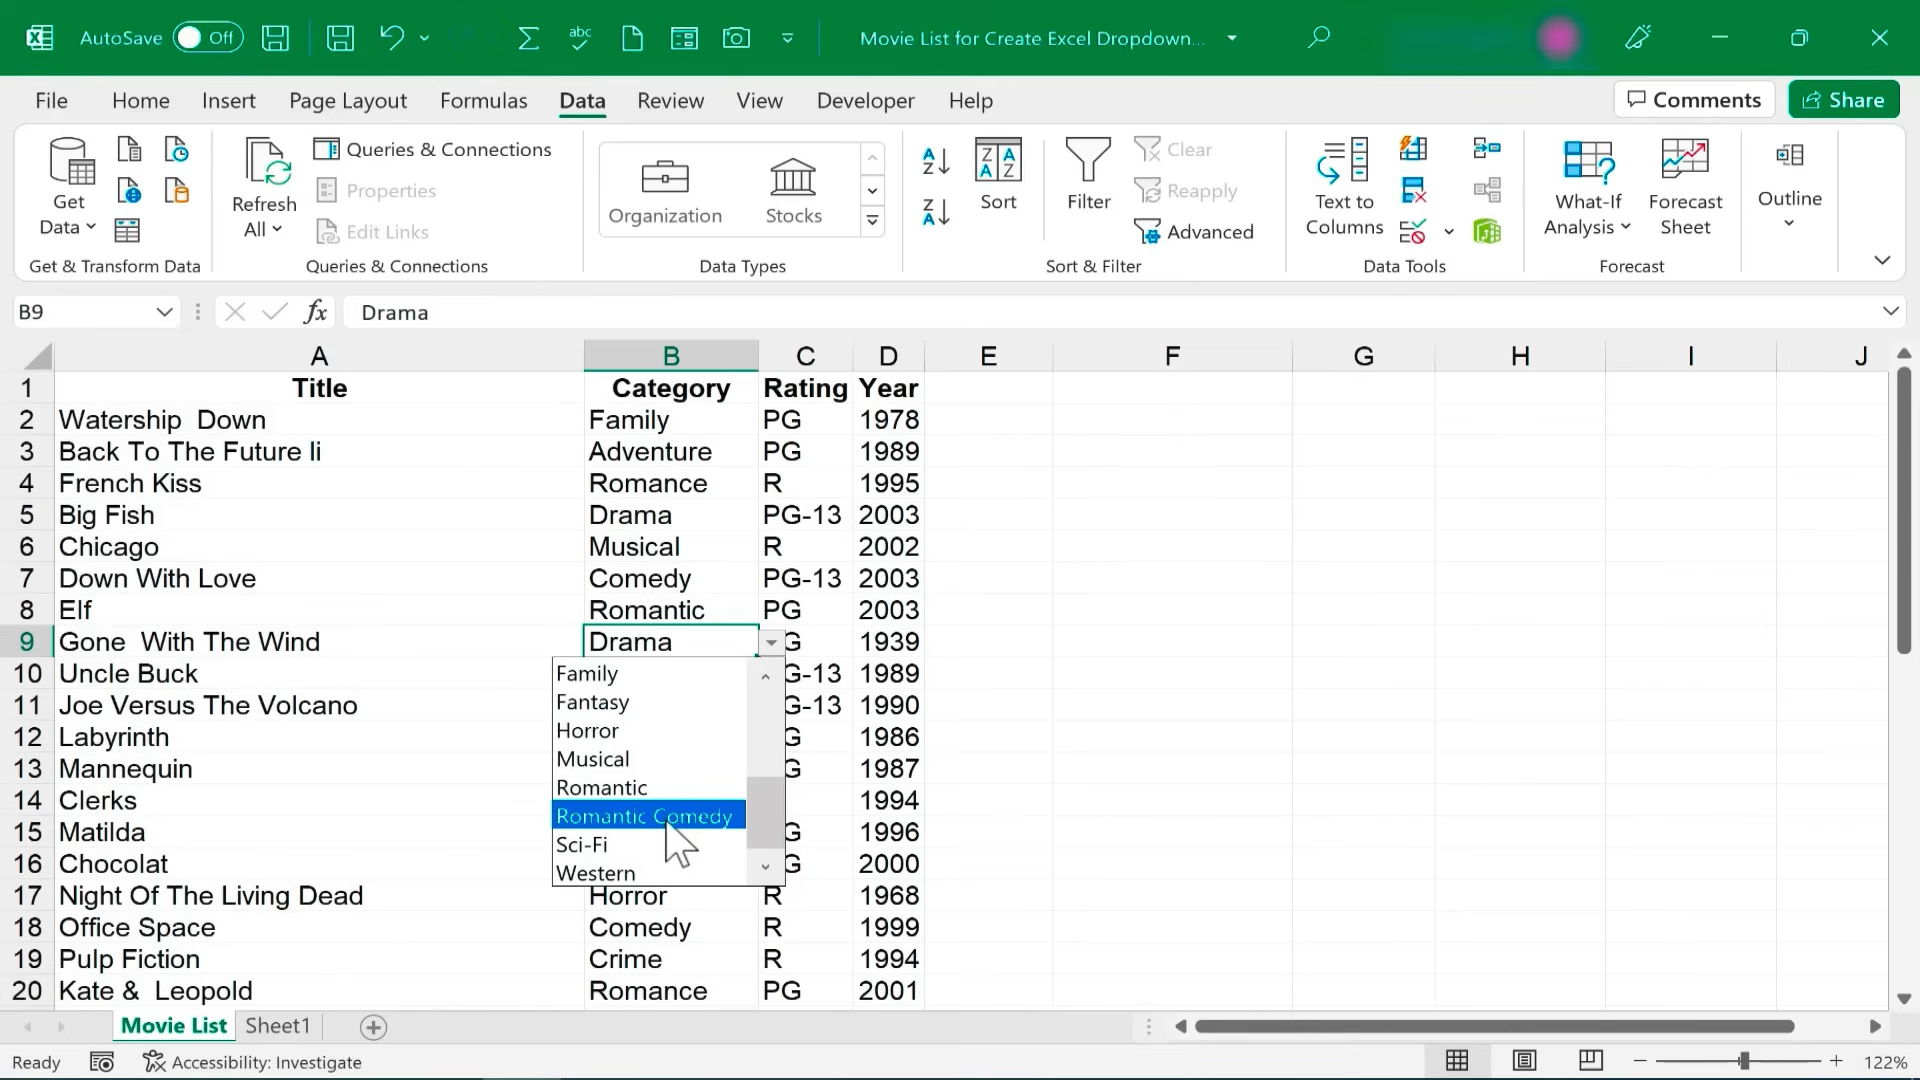 AutoSave Off abc Movie List for Create Excel Dropdown...
File Home Insert Page Layout Formulas Data Review View Developer Help Comments Share
Get Data
Refresh All
Queries & Connections
Properties
Edit Links
Organization Stocks
Sort
Filter
Clear
Reapply
Advanced
Text to Columns
What-If Analysis
Forecast Sheet
Outline
Get & Transform Data Queries & Connections Data Types Sort & Filter Data Tools Forecast
B9 fx Drama
A B C D E F G H I J
1 Title Category Rating Year
2 Watership  Down Family PG 1978
3 Back To The Future Ii Adventure PG 1989
4 French Kiss Romance R 1995
5 Big Fish Drama PG-13 2003
6 Chicago Musical R 2002
7 Down With Love Comedy PG-13 2003
8 Elf Romantic PG 2003
9 Gone  With The Wind Drama G 1939
10 Uncle Buck G-13 1989
11 Joe Versus The Volcano G-13 1990
12 Labyrinth G 1986
13 Mannequin G 1987
14 Clerks 1994
15 Matilda G 1996
16 Chocolat G 2000
17 Night Of The Living Dead Horror R 1968
18 Office Space Comedy R 1999
19 Pulp Fiction Crime R 1994
20 Kate &  Leopold Romance PG 2001
Family
Fantasy
Horror
Musical
Romantic
Romantic Comedy
Sci-Fi
Western
Movie List Sheet1
Ready Accessibility: Investigate 122%